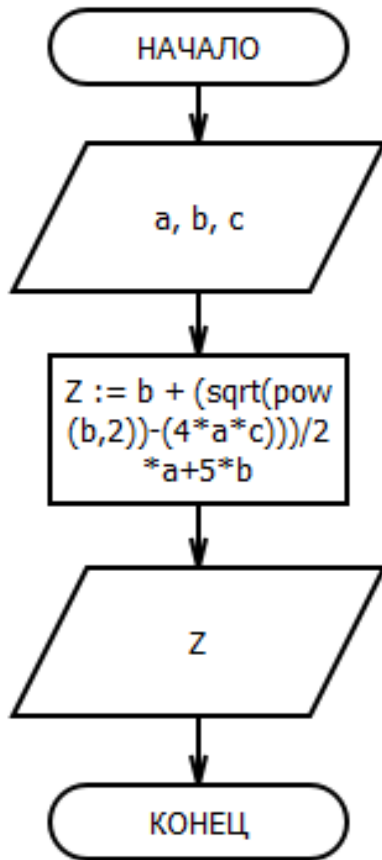 НАЧАЛО
a, b, c
Z := b + (sqrt(pow
(b,2))-(4*a*c)))/2
*a+5*b
Z
КОНЕЦ